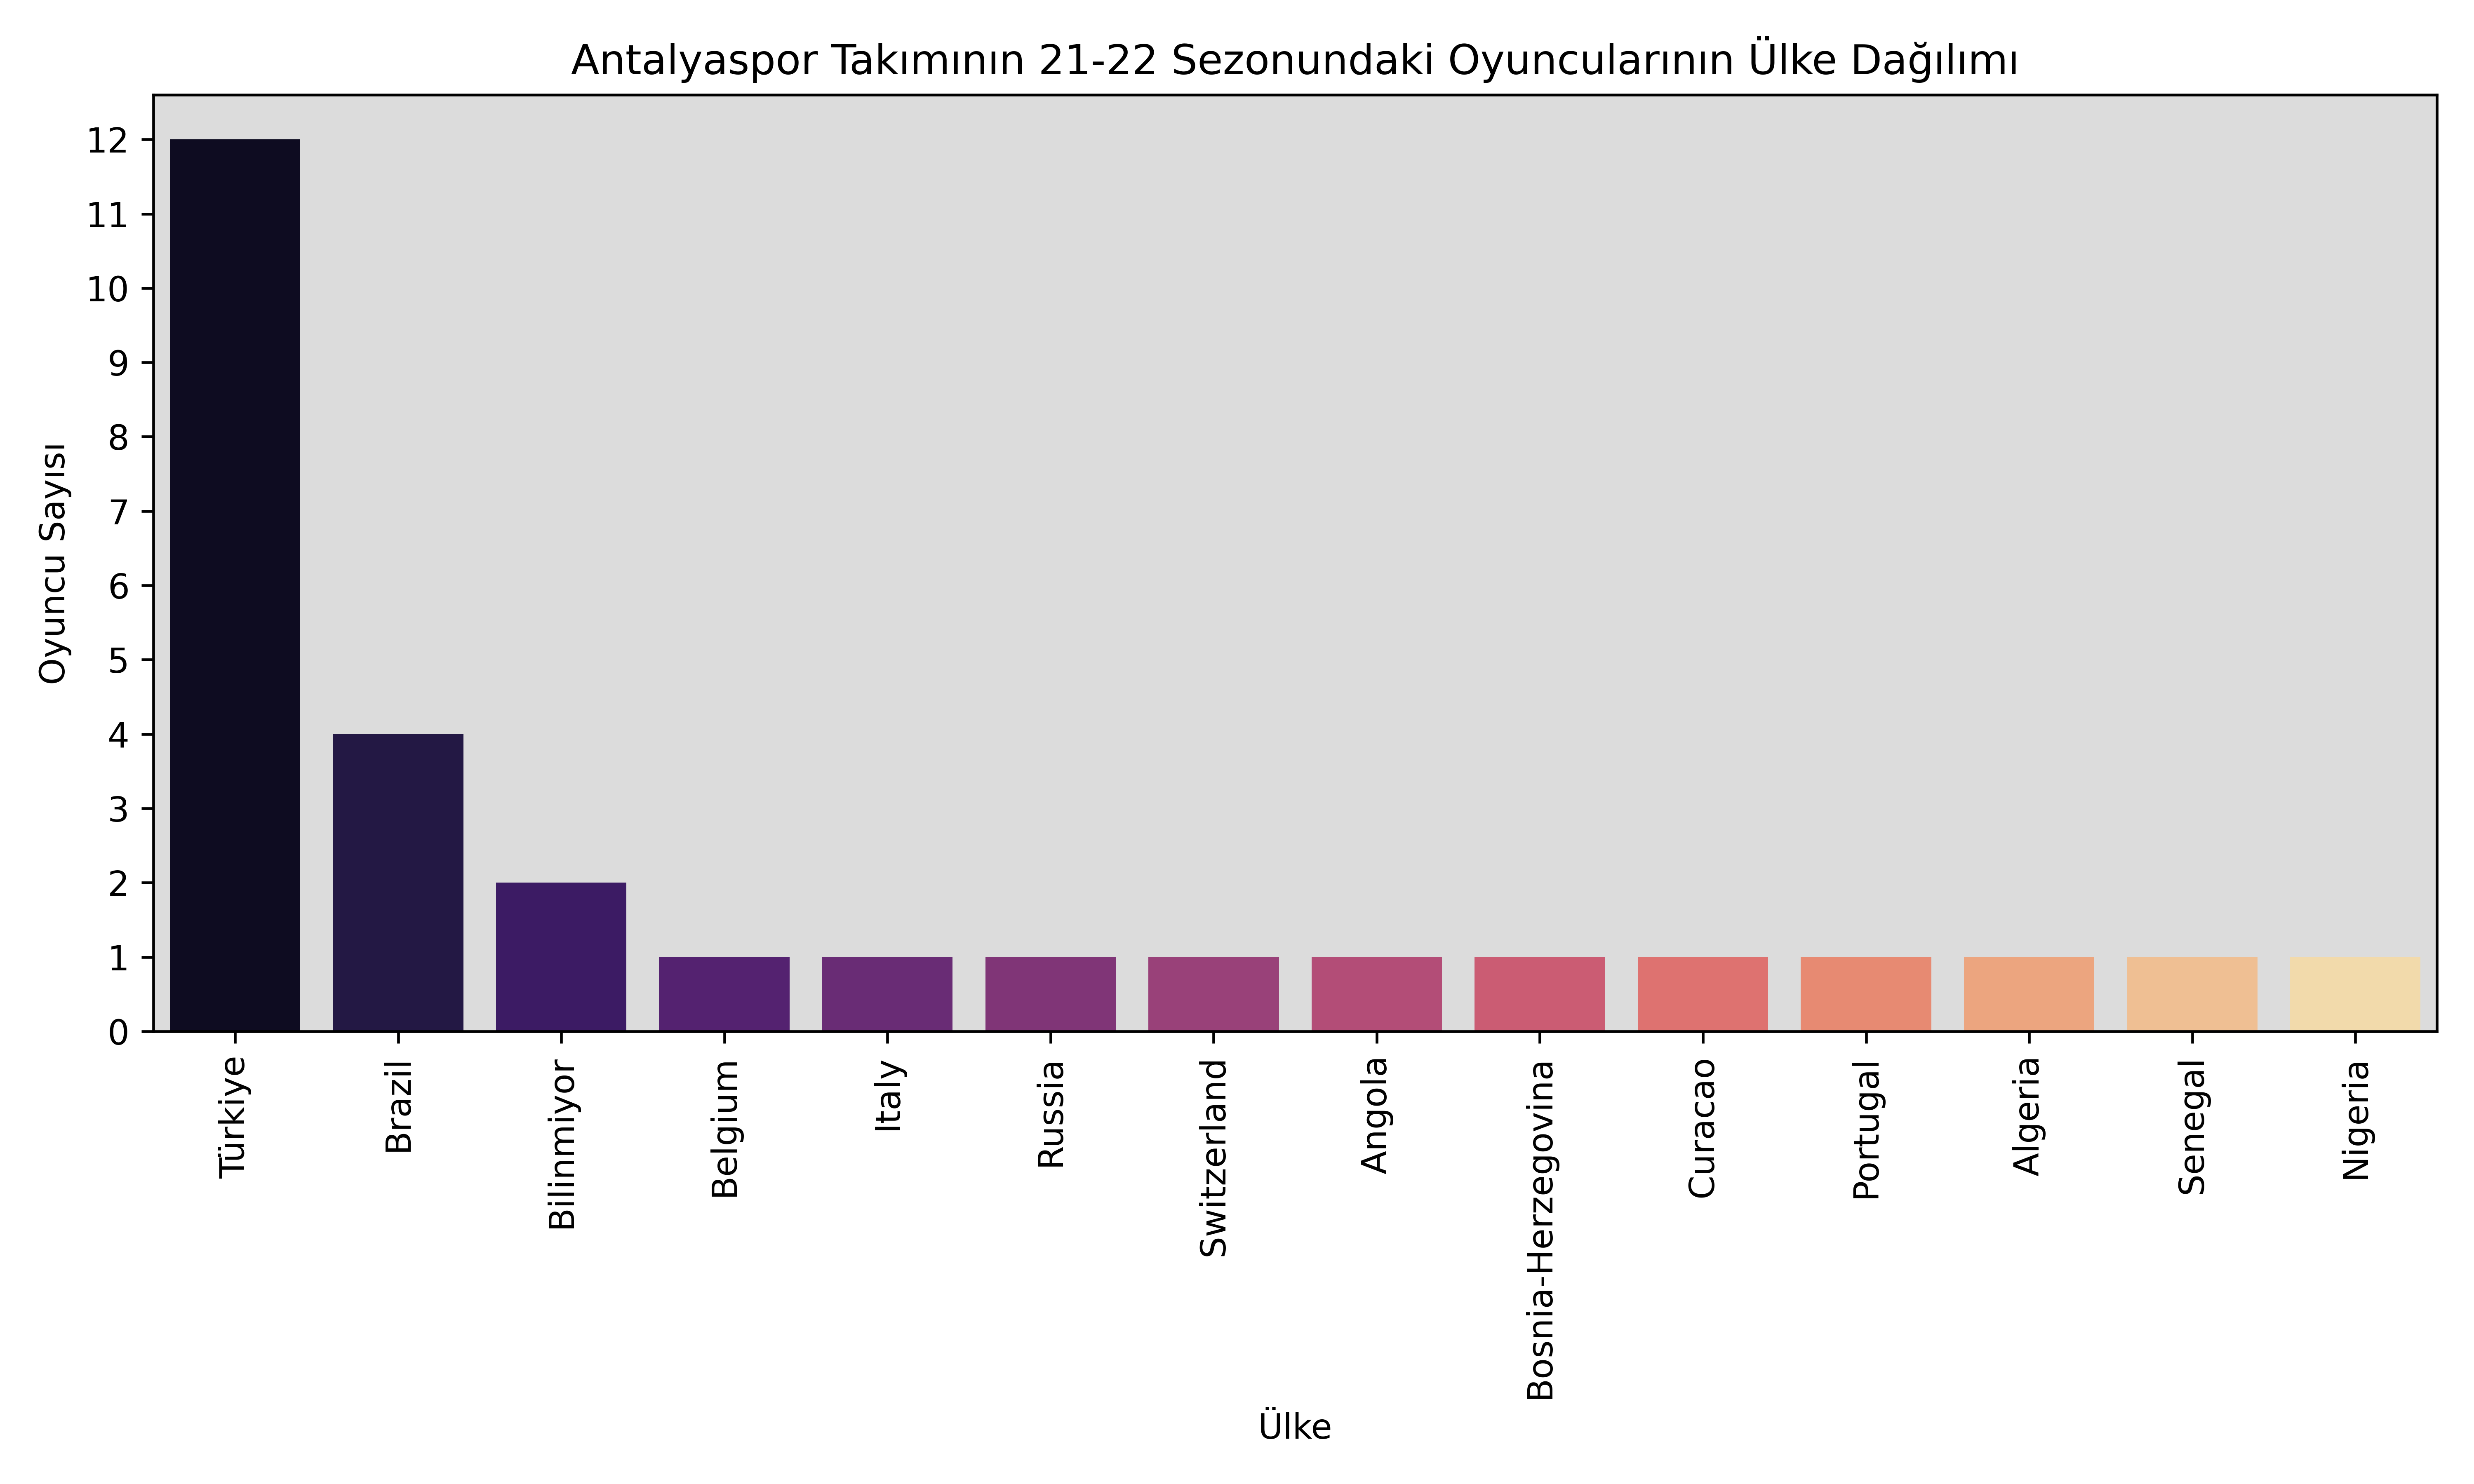 Antalyaspor Takımının 21-22 Sezonundaki Oyuncularının Ülke Dağılımı
Oyuncu Sayısı
12
11
10
9
8
7
6
5
4
3
2
1
0
Türkiye
Brazil
Bilinmiyor
Belgium
Italy
Russia
Switzerland
Angola
Bosnia-Herzegovina
Curacao
Portugal
Algeria
Senegal
Nigeria
Ülke